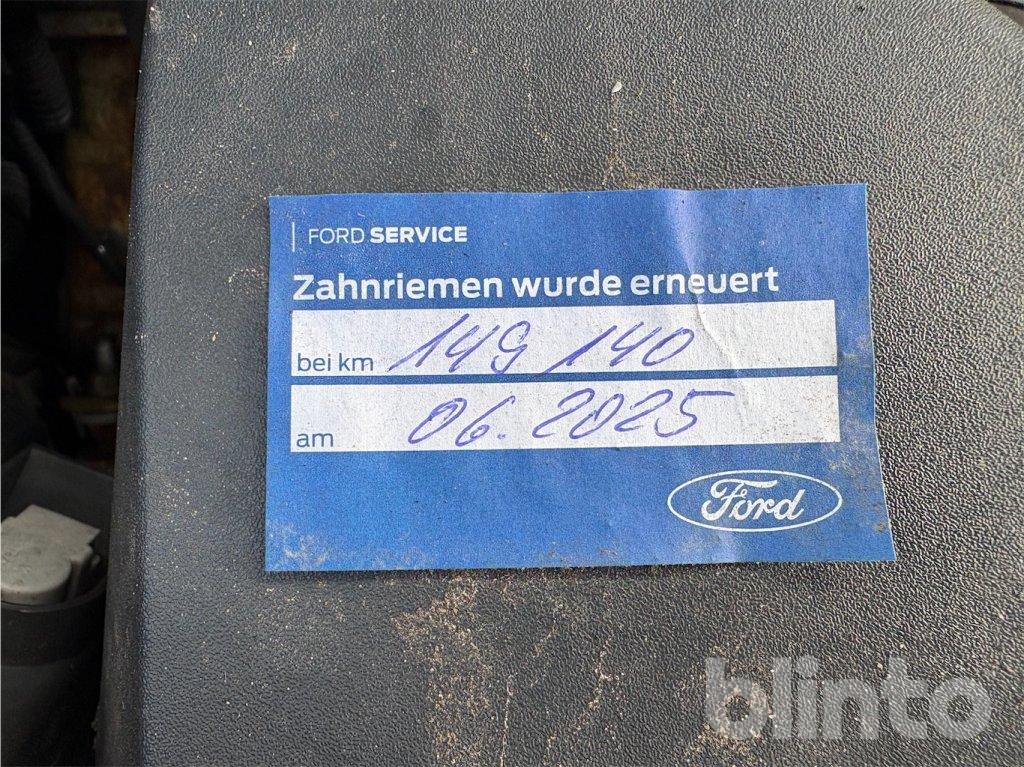 FORD SERVICE
Zahnriemen wurde erneuert
bei km 149 140
am 06.2025
Ford
blinto